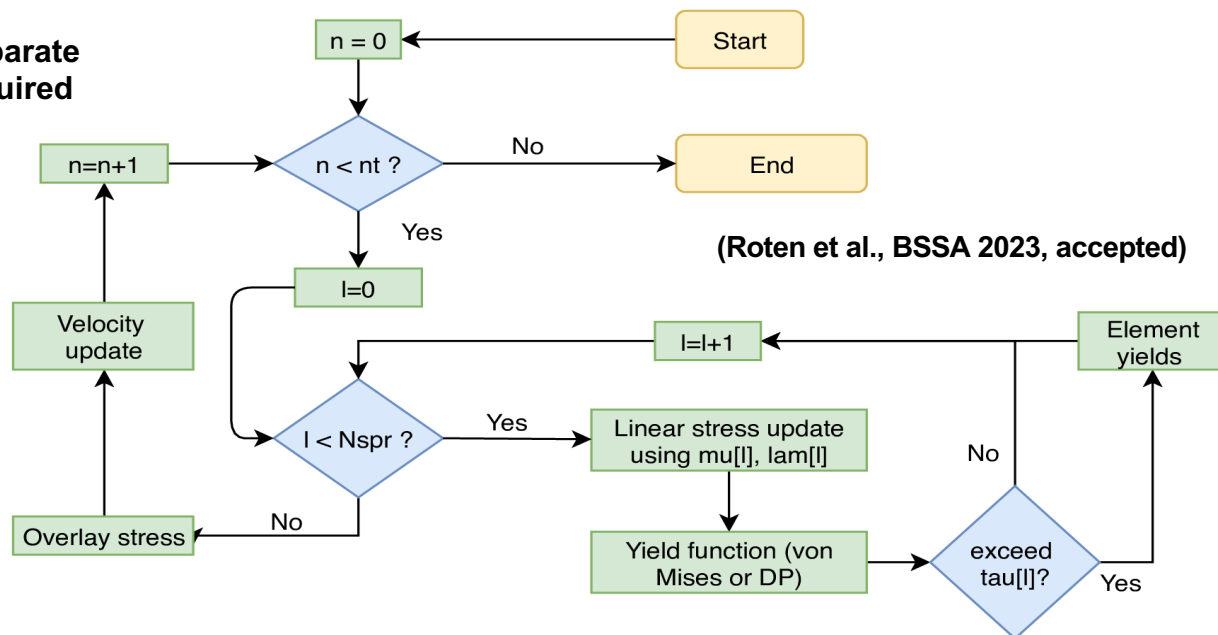 parate
uired
n = 0
Start
n=n+1
n < nt ?
No
End
Yes
(Roten et al., BSSA 2023, accepted)
l=0
Velocity
update
l=l+1
Element
yields
l < Nspr ?
Yes
Linear stress update
using mu[l], lam[l]
No
Overlay stress
No
Yield function (von
Mises or DP)
exceed
tau[l]?
Yes